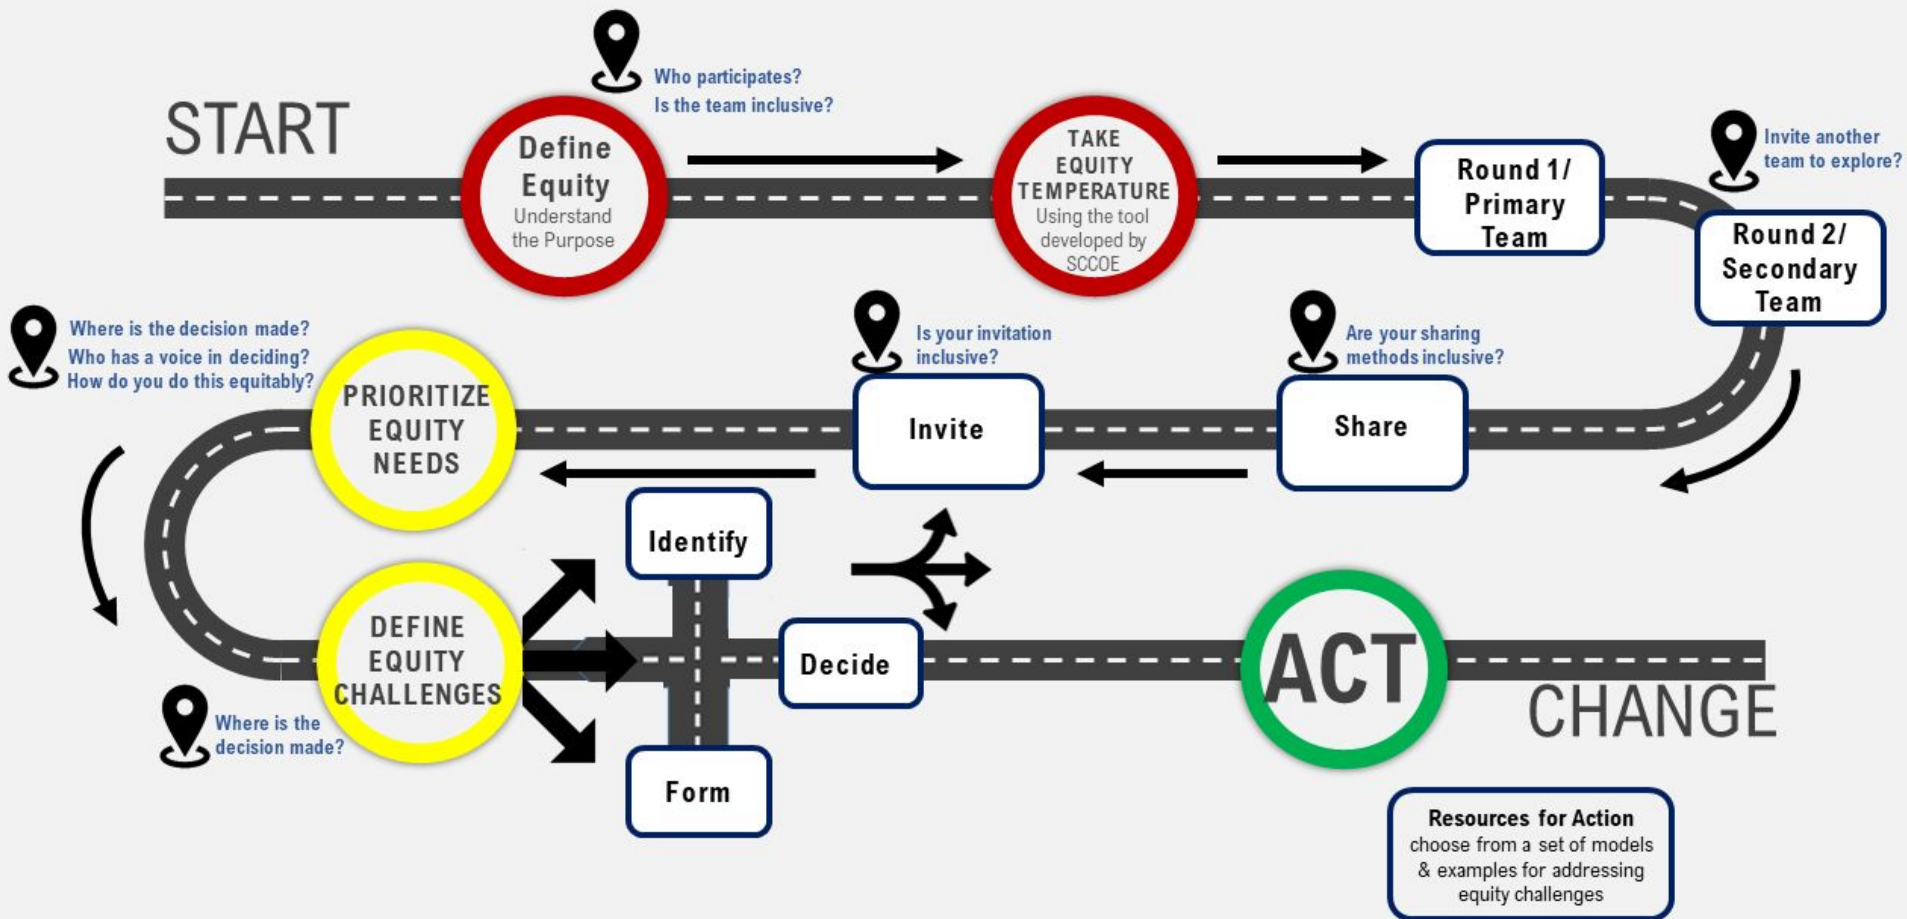 START
Who participates?
Is the team inclusive?
Define
Equity
Understand
the Purpose
TAKE
EQUITY
TEMPERATURE
Using the tool
developed by
SCCOE
Round 1/
Primary
Team
Invite another
team to explore?
Round 2/
Secondary
Team
Are your sharing
methods inclusive?
Share
Is your invitation
inclusive?
Invite
Where is the decision made?
Who has a voice in deciding?
How do you do this equitably?
PRIORITIZE
EQUITY
NEEDS
DEFINE
EQUITY
CHALLENGES
Where is the
decision made?
Identify
Decide
Form
ACT
CHANGE
Resources for Action
choose from a set of models
& examples for addressing
equity challenges